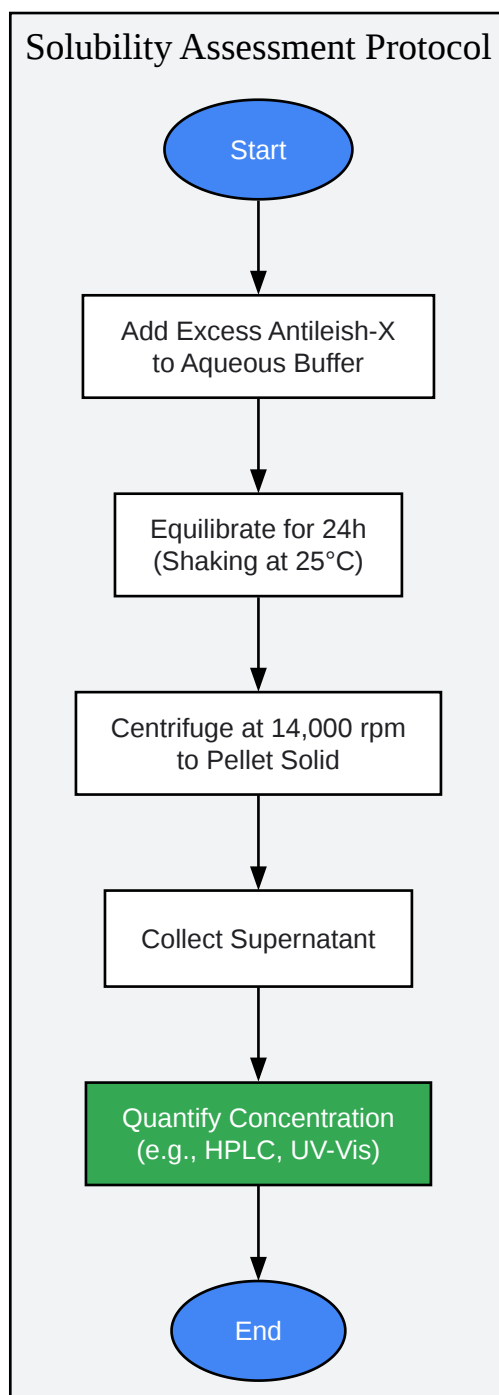 Solubility Assessment Protocol
Start
Add Excess Antileish-X
to Aqueous Buffer
Equilibrate for 24h
(Shaking at 25°C)
Centrifuge at 14,000 rpm
to Pellet Solid
Collect Supernatant
Quantify Concentration
(e.g., HPLC, UV-Vis)
End